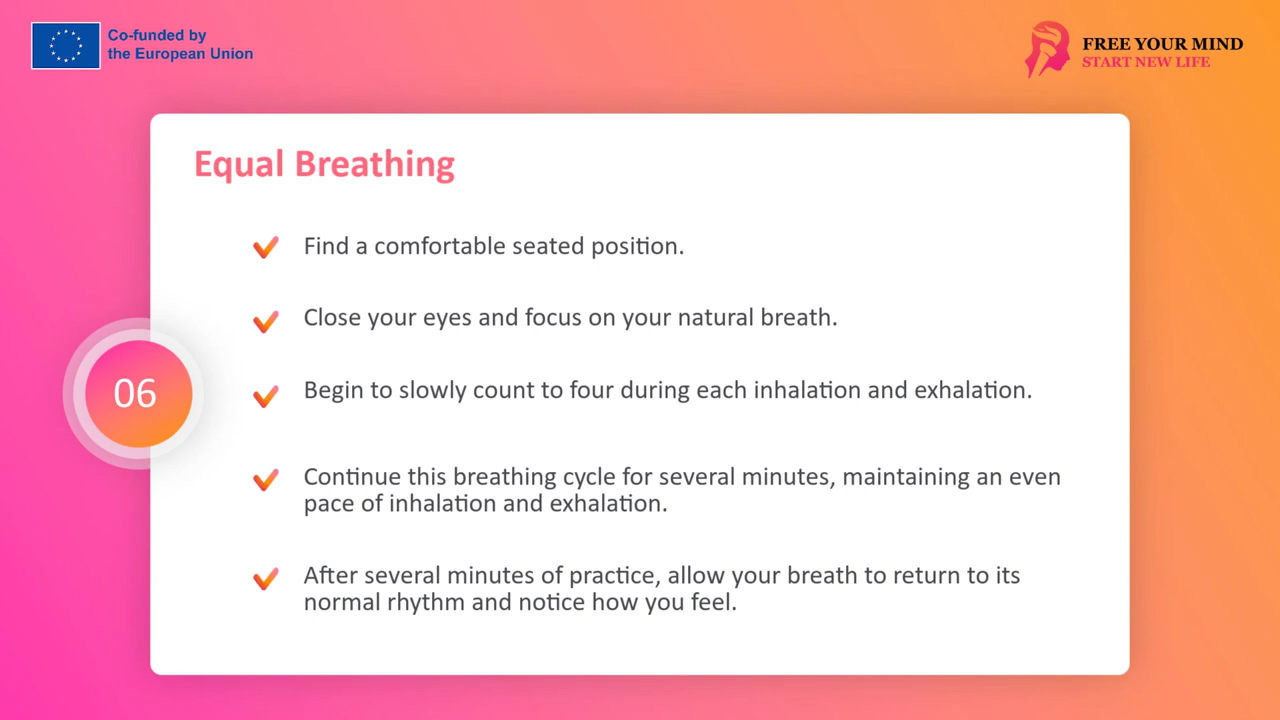 Co-funded by
the European Union
FREE YOUR MIND
START NEW LIFE
Equal Breathing
Find a comfortable seated position.
Close your eyes and focus on your natural breath.
Begin to slowly count to four during each inhalation and exhalation.
06
Continue this breathing cycle for several minutes, maintaining an even
pace of inhalation and exhalation.
After several minutes of practice, allow your breath to return to its
normal rhythm and notice how you feel.